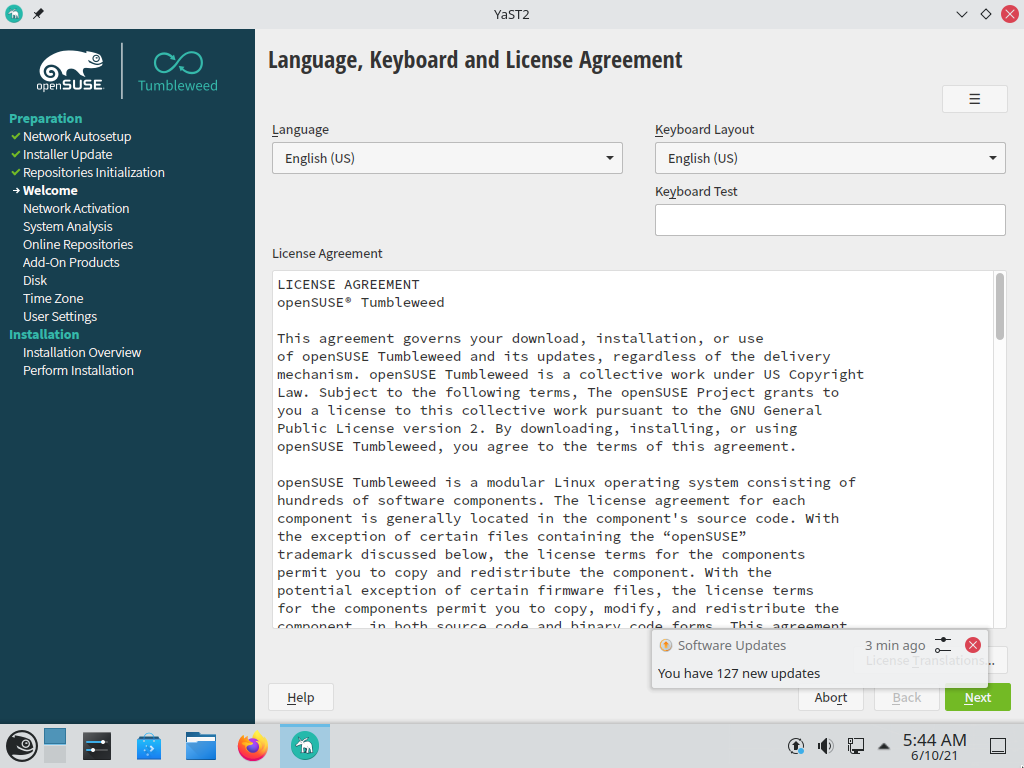 YaST2
openSUSE
Tumbleweed
Preparation
Network Autosetup
Installer Update
Repositories Initialization
Welcome
Network Activation
System Analysis
Online Repositories
Add-On Products
Disk
Time Zone
User Settings
Installation
Installation Overview
Perform Installation
Language, Keyboard and License Agreement
Language
Keyboard Layout
English (US)
English (US)
Keyboard Test
License Agreement
LICENSE AGREEMENT
openSUSE® Tumbleweed
This agreement governs your download, installation, or use
of openSUSE Tumbleweed and its updates, regardless of the delivery
mechanism. openSUSE Tumbleweed is a collective work under US Copyright
Law. Subject to the following terms, The openSUSE Project grants to
you a license to this collective work pursuant to the GNU General
Public License version 2. By downloading, installing, or using
openSUSE Tumbleweed, you agree to the terms of this agreement.
openSUSE Tumbleweed is a modular Linux operating system consisting of
hundreds of software components. The license agreement for each
component is generally located in the component's source code. With
the exception of certain files containing the “openSUSE”
trademark discussed below, the license terms for the components
permit you to copy and redistribute the component. With the
potential exception of certain firmware files, the license terms
for the components permit you to copy, modify, and redistribute the
component, in both source code and binary code forms. This agreement
Software Updates
3 min ago
License Translations...
You have 127 new updates
Help
Abort
Back
Next
5:44 AM
6/10/21